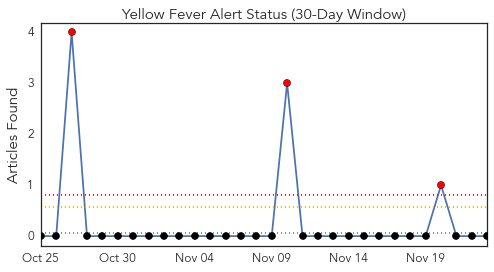 Yellow Fever Alert Status (30-Day Window)
Articles Found
4
3
2
1
0
Oct 25 Oct 30 Nov 04 Nov 09 Nov 14 Nov 19